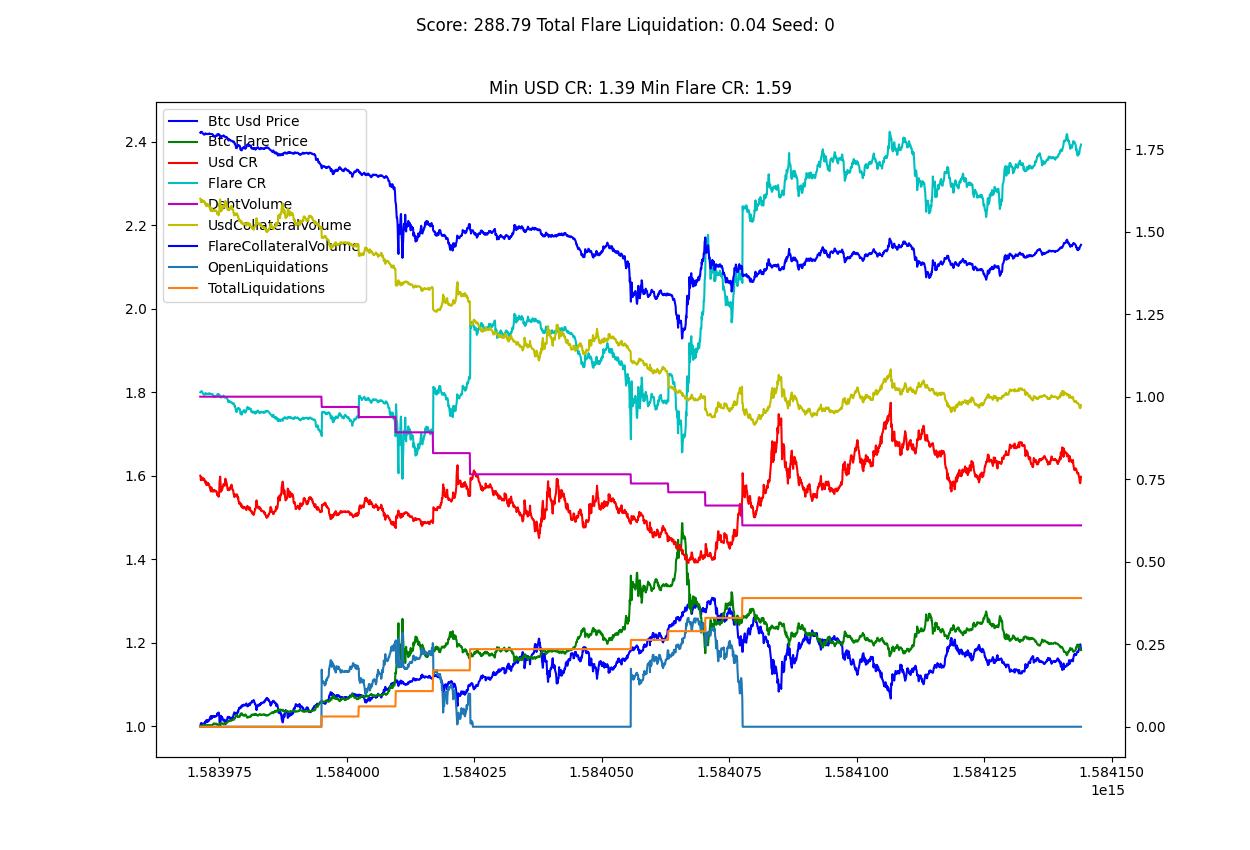 Score: 288.79 Total Flare Liquidation: 0.04 Seed: 0
Min USD CR: 1.39 Min Flare CR: 1.59
Btc Usd Price
Btc Flare Price
Usd CR
Flare CR
DebtVolume
UsdCollateralVolume
FlareCollateralVolume
OpenLiquidations
TotalLiquidations
2.4
2.2
2.0
1.8
1.6
1.4
1.2
1.0
1.75
1.50
1.25
1.00
0.75
0.50
0.25
0.00
1.583975 1.584000 1.584025 1.584050 1.584075 1.584100 1.584125 1.584150
1e15